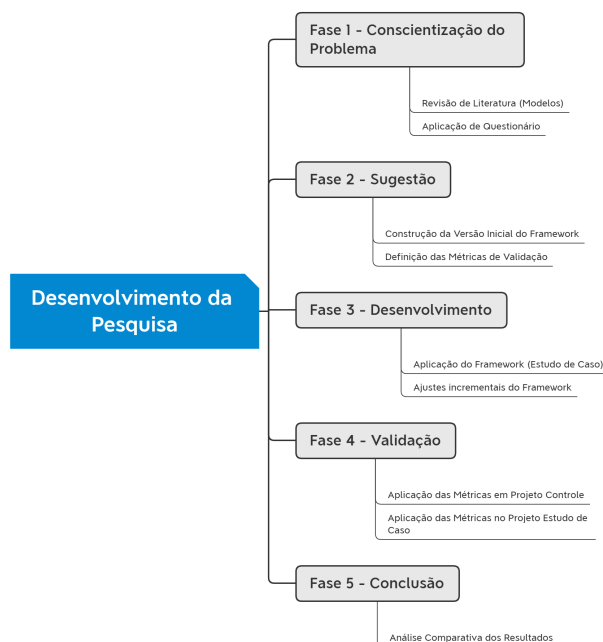 Fase 1 - Conscientização do
Problema
Revisão de Literatura (Modelos)
Aplicação de Questionário
Fase 2 - Sugestão
Construção da Versão Inicial do Framework
Definição das Métricas de Validação
Desenvolvimento da
Pesquisa
Fase 3 - Desenvolvimento
Aplicação do Framework (Estudo de Caso)
Ajustes incrementais do Framework
Fase 4 - Validação
Aplicação das Métricas em Projeto Controle
Aplicação das Métricas no Projeto Estudo de
Caso
Fase 5 - Conclusão
Análise Comparativa dos Resultados